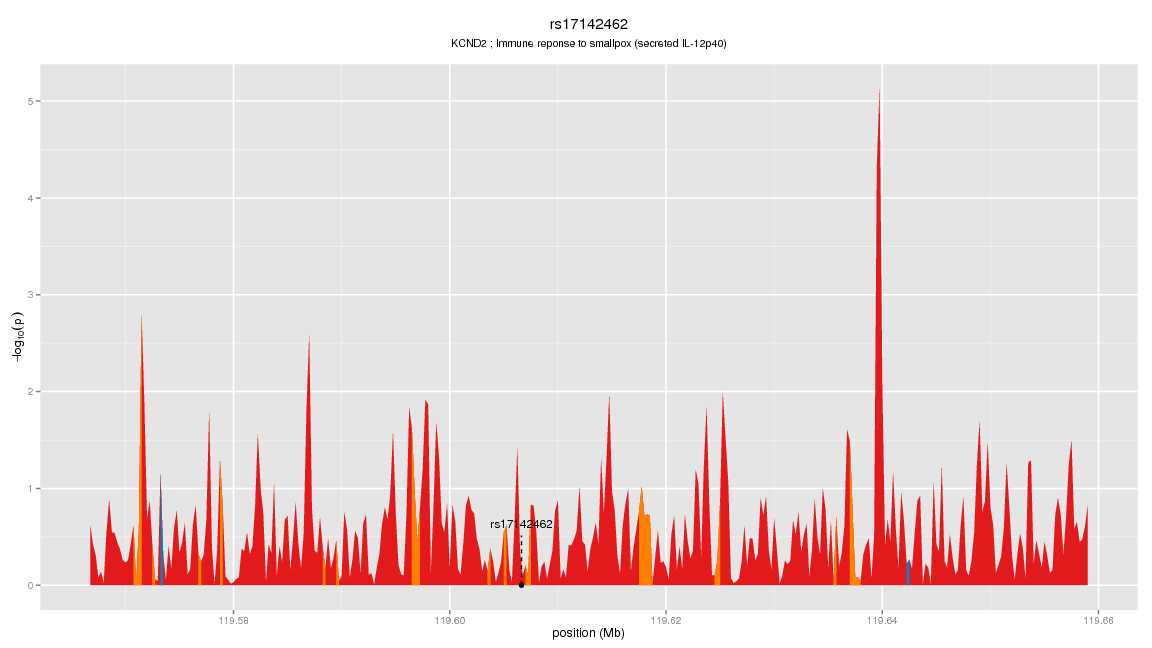 rs17142462
KCND2 ; Immune reponse to smallpox (secreted IL-12p40)
5
4
3
2
1
0
−log10(p)
rs17142462
119.58
119.60
119.62
119.64
119.66
position (Mb)